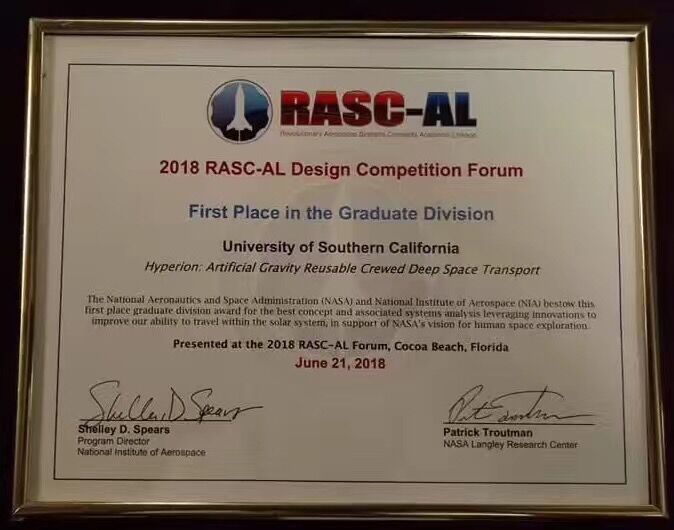 RASC-AL
Revolutionary Aerospace Systems Concepts Academic Linkage
2018 RASC-AL Design Competition Forum
First Place in the Graduate Division
University of Southern California
Hyperion: Artificial Gravity Reusable Crewed Deep Space Transport
The National Aeronautics and Space Administration (NASA) and National Institute of Aerospace (NIA) bestow this
first place graduate division award for the best concept and associated systems analysis leveraging innovations to
improve our ability to travel within the solar system, in support of NASA's vision for human space exploration.
Presented at the 2018 RASC-AL Forum, Cocoa Beach, Florida
June 21, 2018
Shelley D. Spears
Shelley D. Spears
Program Director
National Institute of Aerospace
Pat Troutman
Patrick Troutman
NASA Langley Research Center